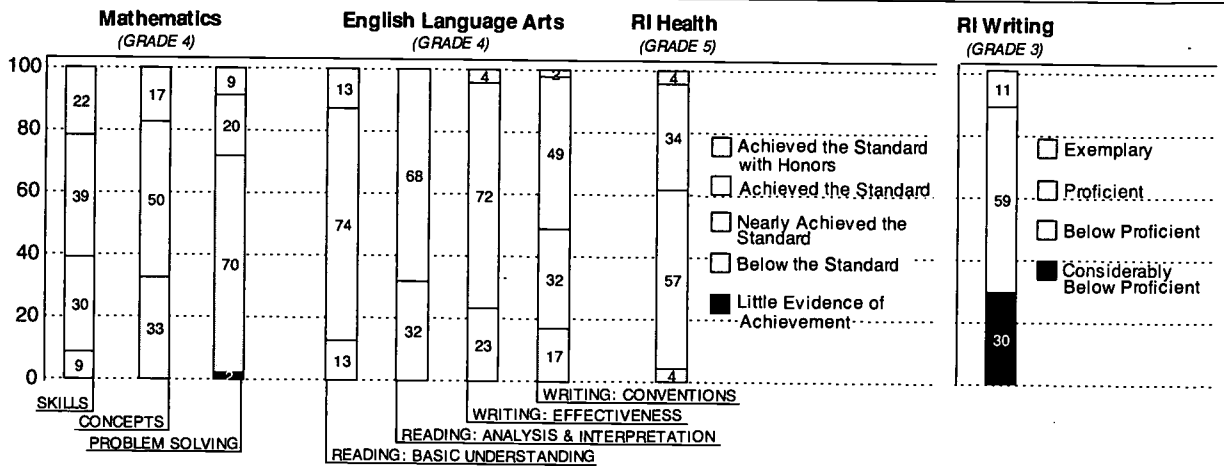 Mathematics
(GRADE 4)
English Language Arts
(GRADE 4)
RI Health
(GRADE 5)
RI Writing
(GRADE 3)
100
80
60
40
20
0
22
39
30
9
17
50
33
9
20
70
2
13
74
13
68
32
4
72
23
2
49
32
17
4
34
57
4
Achieved the Standard
with Honors
Achieved the Standard
Nearly Achieved the
Standard
Below the Standard
Little Evidence of
Achievement
11
59
30
Exemplary
Proficient
Below Proficient
Considerably
Below Proficient
SKILLS
CONCEPTS
PROBLEM SOLVING
WRITING: CONVENTIONS
WRITING: EFFECTIVENESS
READING: ANALYSIS & INTERPRETATION
READING: BASIC UNDERSTANDING